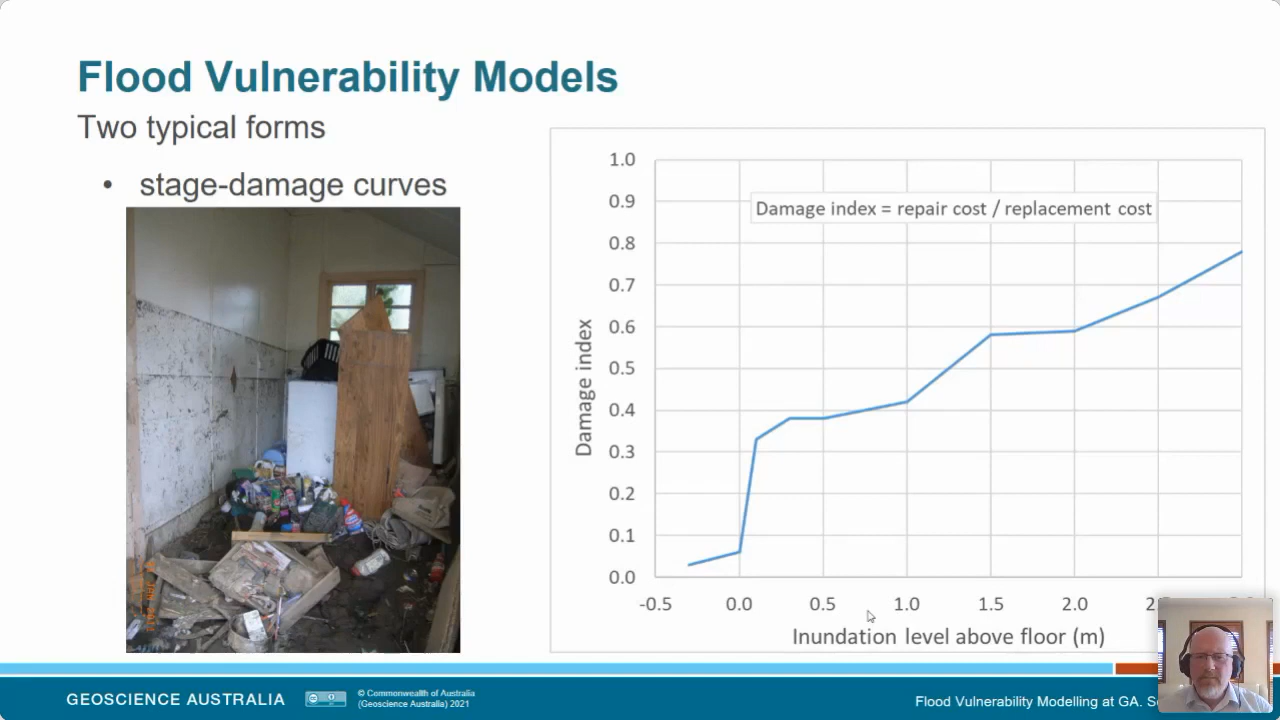 Flood Vulnerability Models
Two typical forms
• stage-damage curves
1.0
0.9
0.8
0.7
0.6
0.5
0.4
0.3
0.2
0.1
0.0
Damage index
Damage index = repair cost / replacement cost
-0.5 0.0 0.5 1.0 1.5 2.0
Inundation level above floor (m)
GEOSCIENCE AUSTRALIA
© Commonwealth of Australia
(Geoscience Australia) 2021
Flood Vulnerability Modelling at GA.